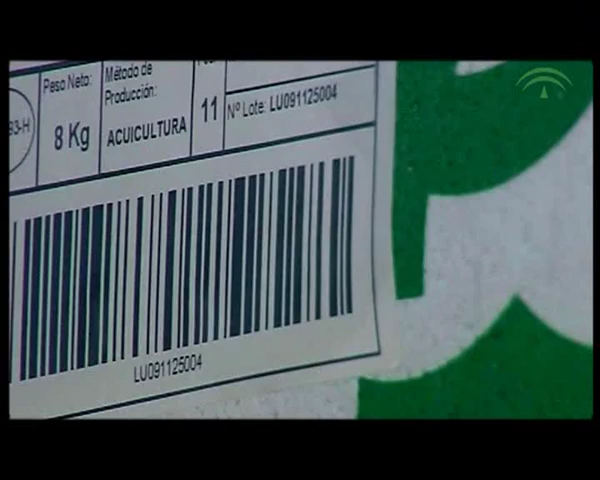 Peso Neto:
8 Kg
Método de
Producción:
ACUICULTURA
11
Nº Lote: LU091125004
LU091125004